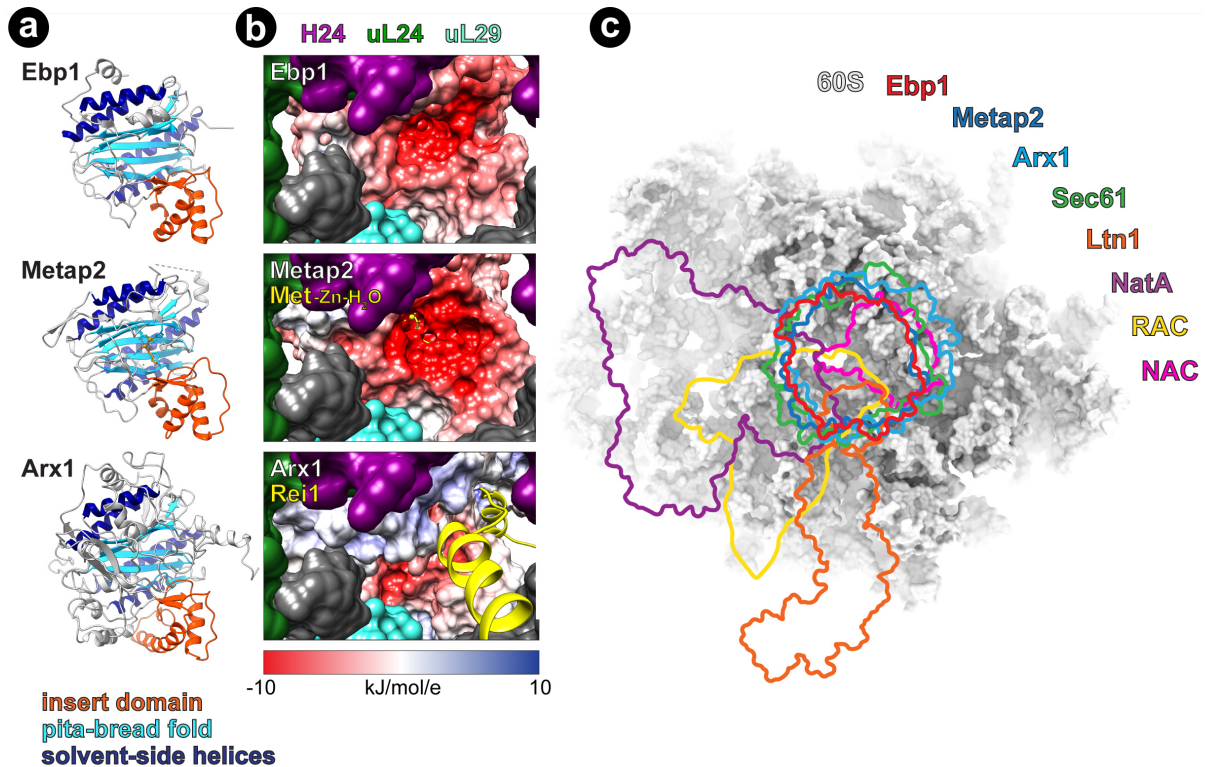 a
Ebp1
Metap2
Arx1
insert domain
pita-bread fold
solvent-side helices
b
H24 uL24 uL29
Ebp1
Metap2
Met-Zn-H2O
Arx1
Rei1
-10 kJ/mol/e 10
c
60S Ebp1
Metap2
Arx1
Sec61
Ltn1
NatA
RAC
NAC